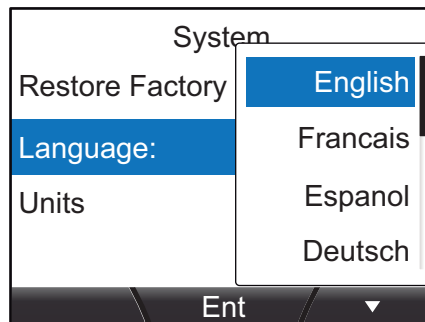 System
Restore Factory
English
Language:
Francais
Units
Espanol
Deutsch
Ent